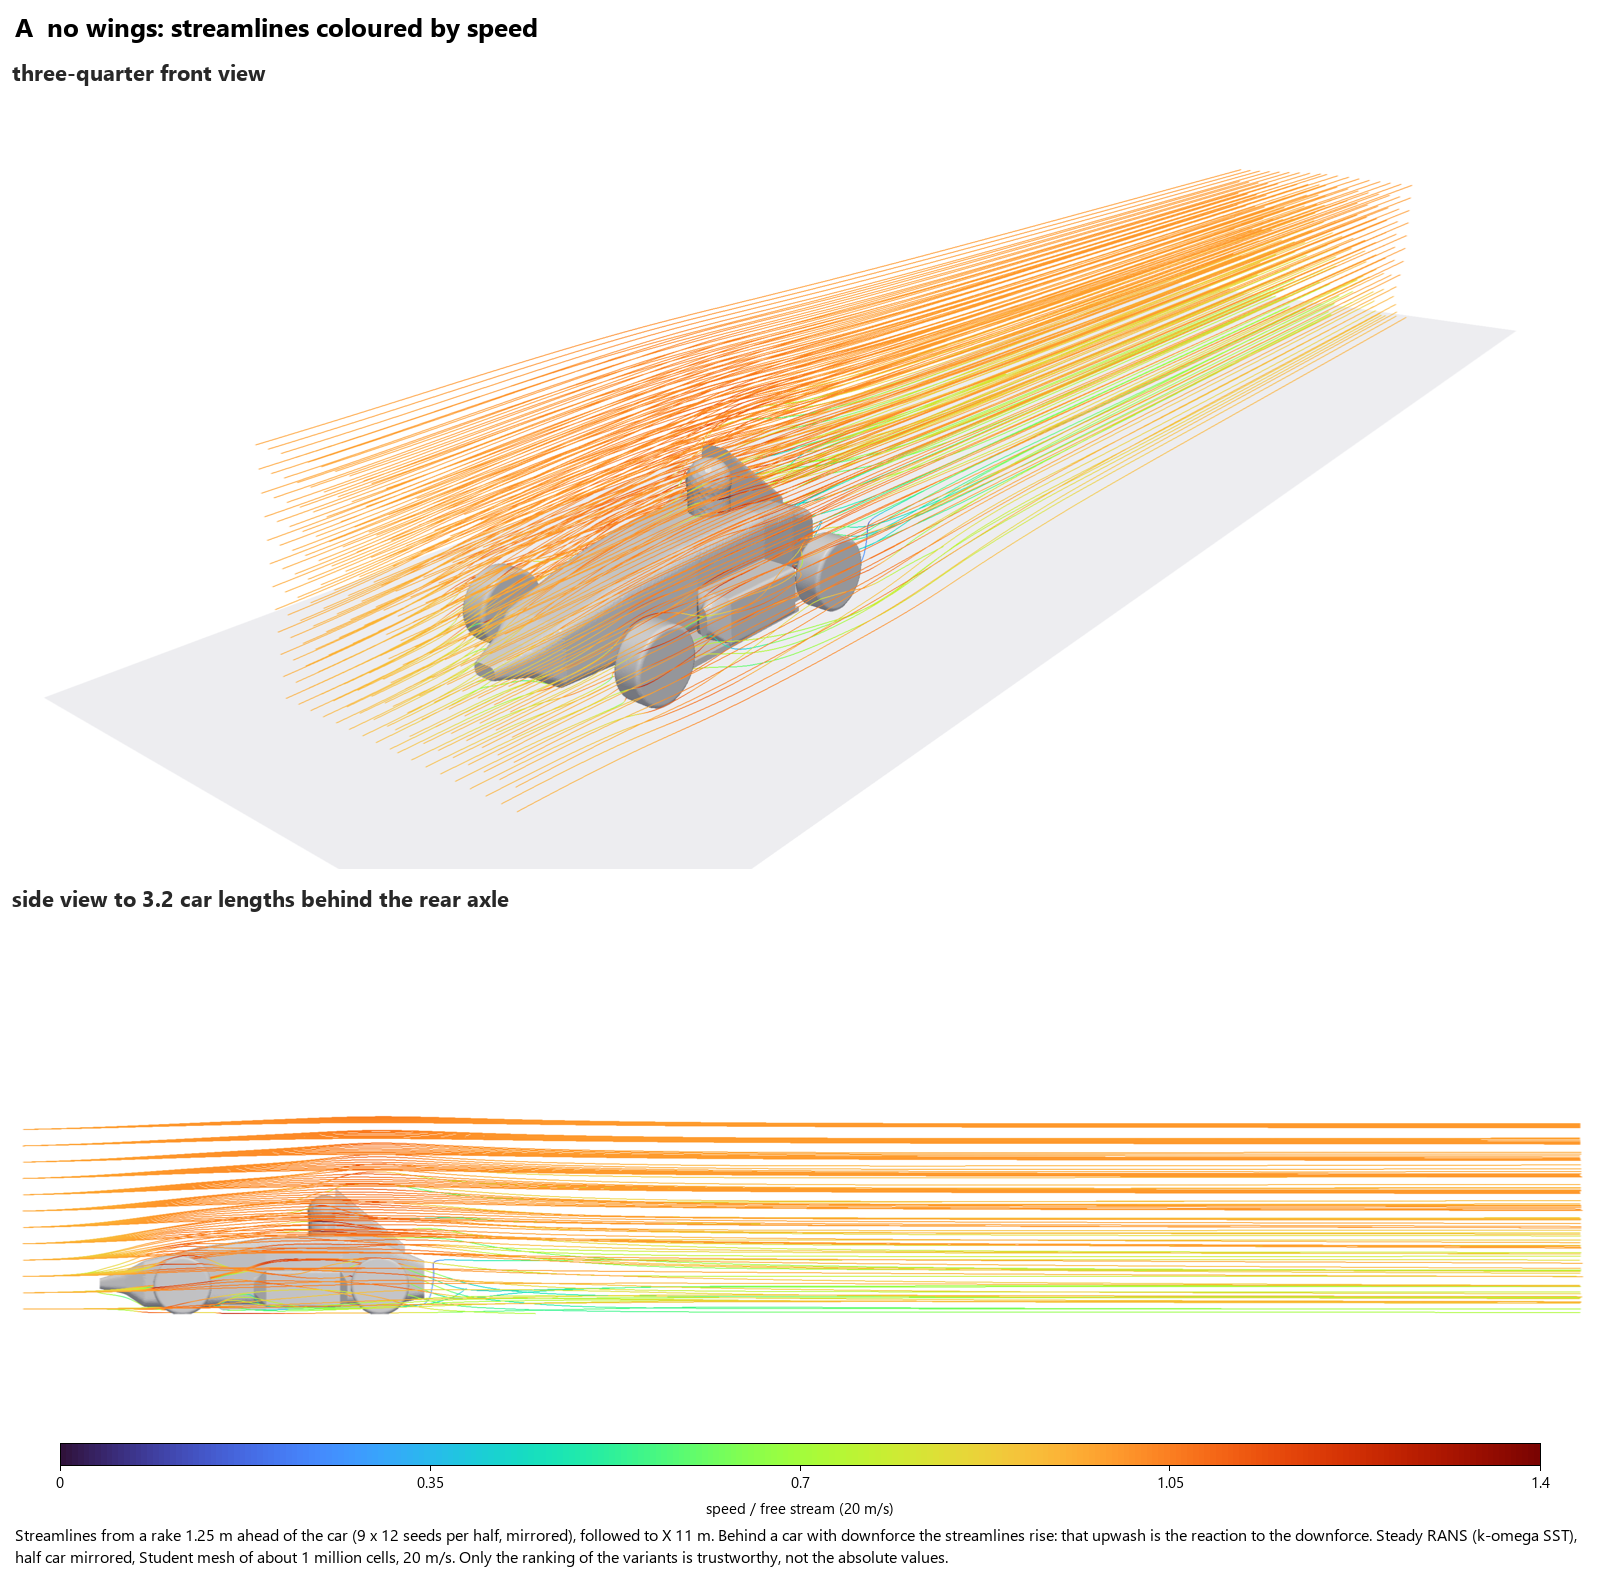 A  no wings: streamlines coloured by speed
three-quarter front view
side view to 3.2 car lengths behind the rear axle
0 0.35 0.7 1.05 1.4
speed / free stream (20 m/s)
Streamlines from a rake 1.25 m ahead of the car (9 x 12 seeds per half, mirrored), followed to X 11 m. Behind a car with downforce the streamlines rise: that upwash is the reaction to the downforce. Steady RANS (k-omega SST),
half car mirrored, Student mesh of about 1 million cells, 20 m/s. Only the ranking of the variants is trustworthy, not the absolute values.